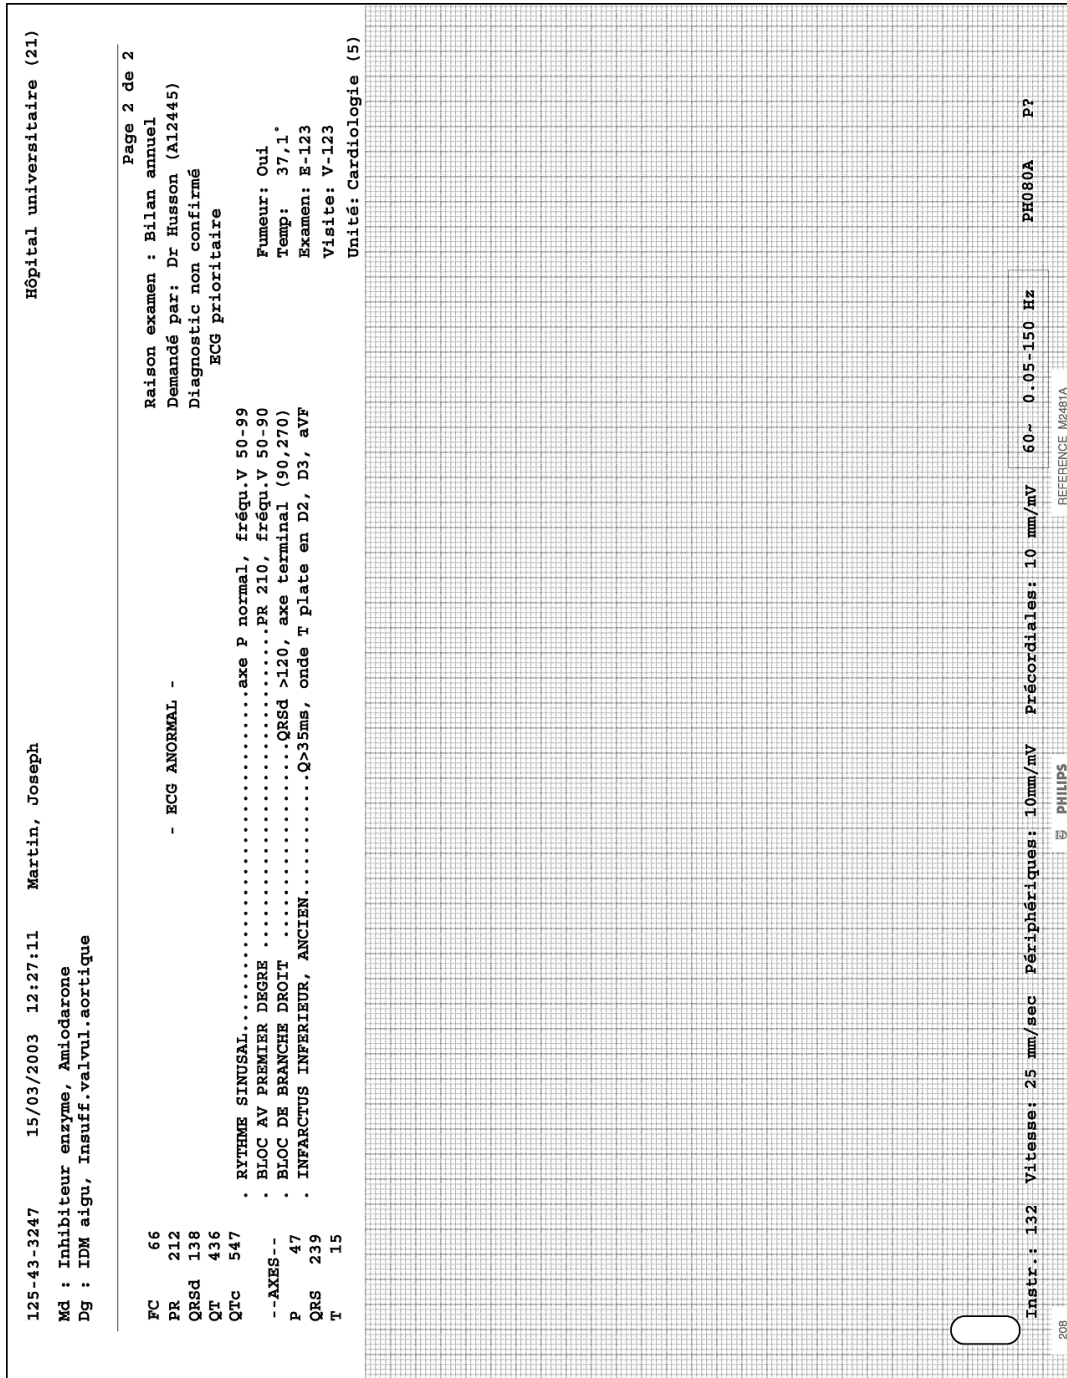 125-43-3247 15/03/2003 12:27:11 Martin, Joseph Hôpital universitaire (21)
Md : Inhibiteur enzyme, Amiodarone
Dg : IDM aigu, Insuff.valvul.aortique
Page 2 de 2
Raison examen : Bilan annuel
Demandé par: Dr Husson (A12445)
Diagnostic non confirmé
ECG prioritaire
- ECG ANORMAL -
FC 66
PR 212
QRSd 138
QT 436
QTc 547
--AXES--
P 47
QRS 239
T 15
. RYTHME SINUSAL...........................................axe P normal, fréqu.V 50-99
. BLOC AV PREMIER DEGRE ...................................PR 210, fréqu.V 50-90
. BLOC DE BRANCHE DROIT ....................QRSd >120, axe terminal (90,270)
. INFARCTUS INFERIEUR, ANCIEN............Q>35ms, onde T plate en D2, D3, aVF
Fumeur: Oui
Temp: 37,1°
Examen: E-123
Visite: V-123
Unité: Cardiologie (5)
Instr.: 132 Vitesse: 25 mm/sec Périphériques: 10mm/mV Précordiales: 10 mm/mV 60~ 0.05-150 Hz PH080A P?
208 PHILIPS REFERENCE M2481A